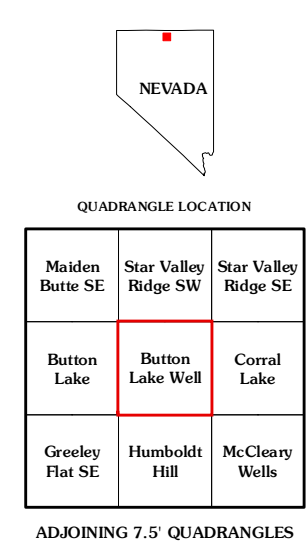 NEVADA
QUADRANGLE LOCATION
Maiden
Butte SE
Star Valley
Ridge SW
Star Valley
Ridge SE
Button
Lake
Button
Lake Well
Corral
Lake
Greeley
Flat SE
Humboldt
Hill
McCleary
Wells
ADJOINING 7.5' QUADRANGLES